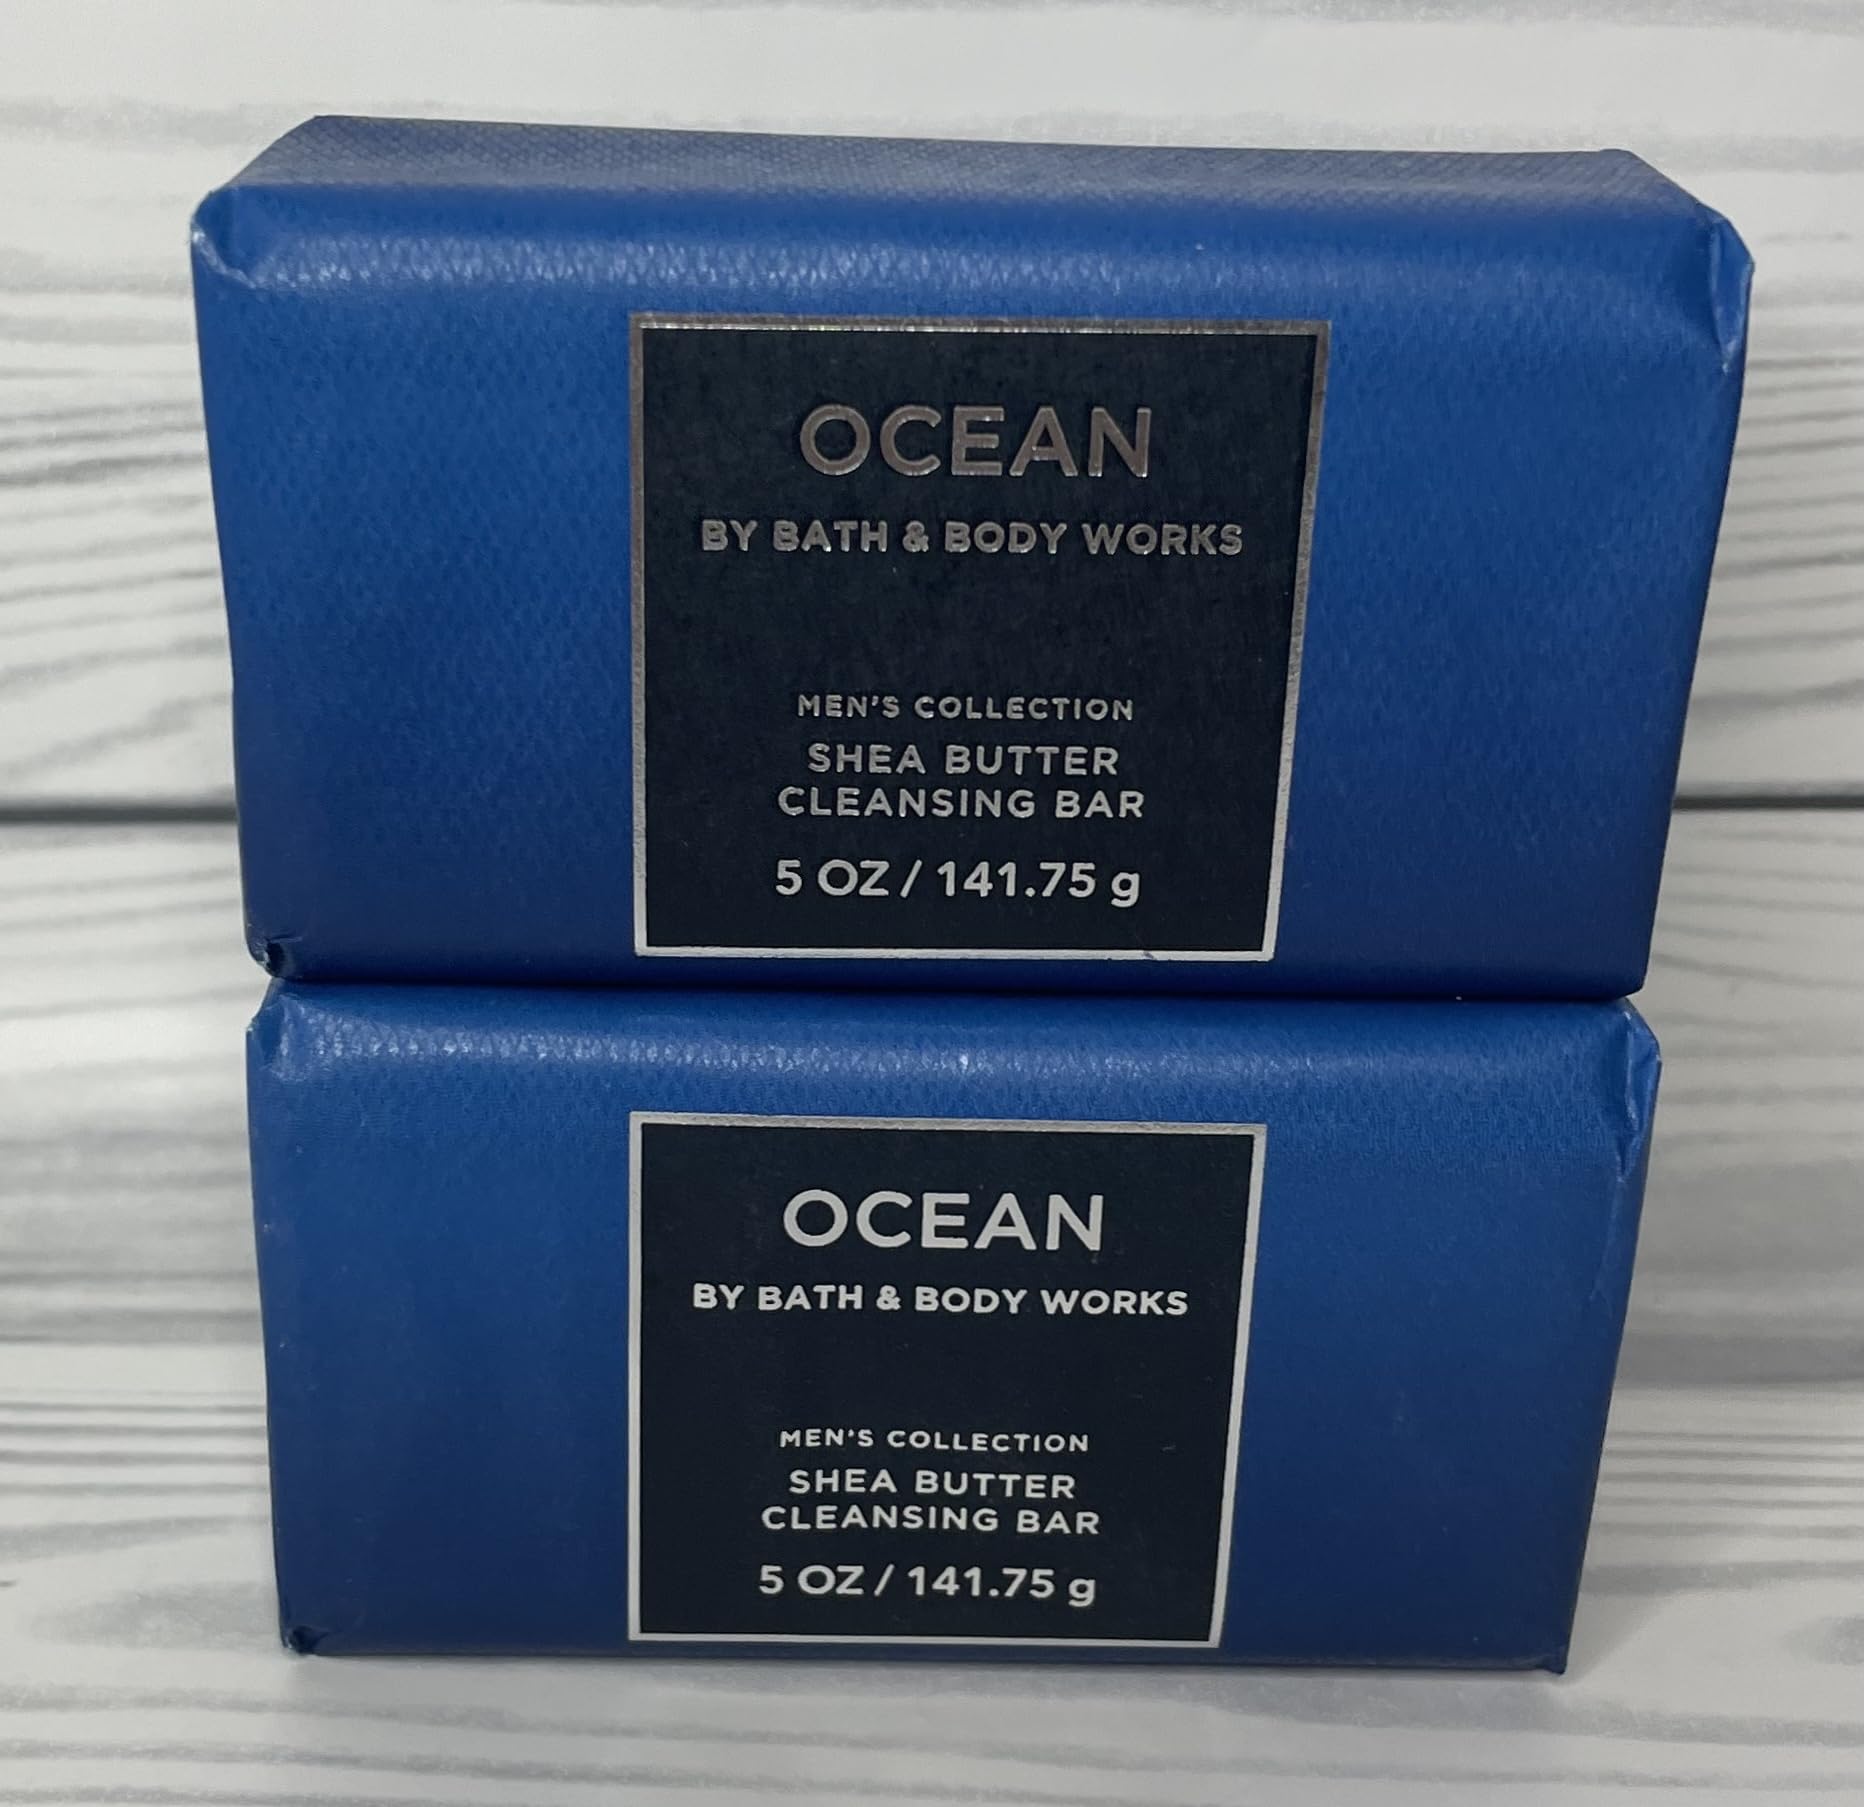 OCEAN
BY BATH & BODY WORKS
MEN'S COLLECTION
SHEA BUTTER
CLEANSING BAR
5 OZ / 141.75 g
OCEAN
BY BATH & BODY WORKS
MEN'S COLLECTION
SHEA BUTTER
CLEANSING BAR
5 OZ / 141.75 g